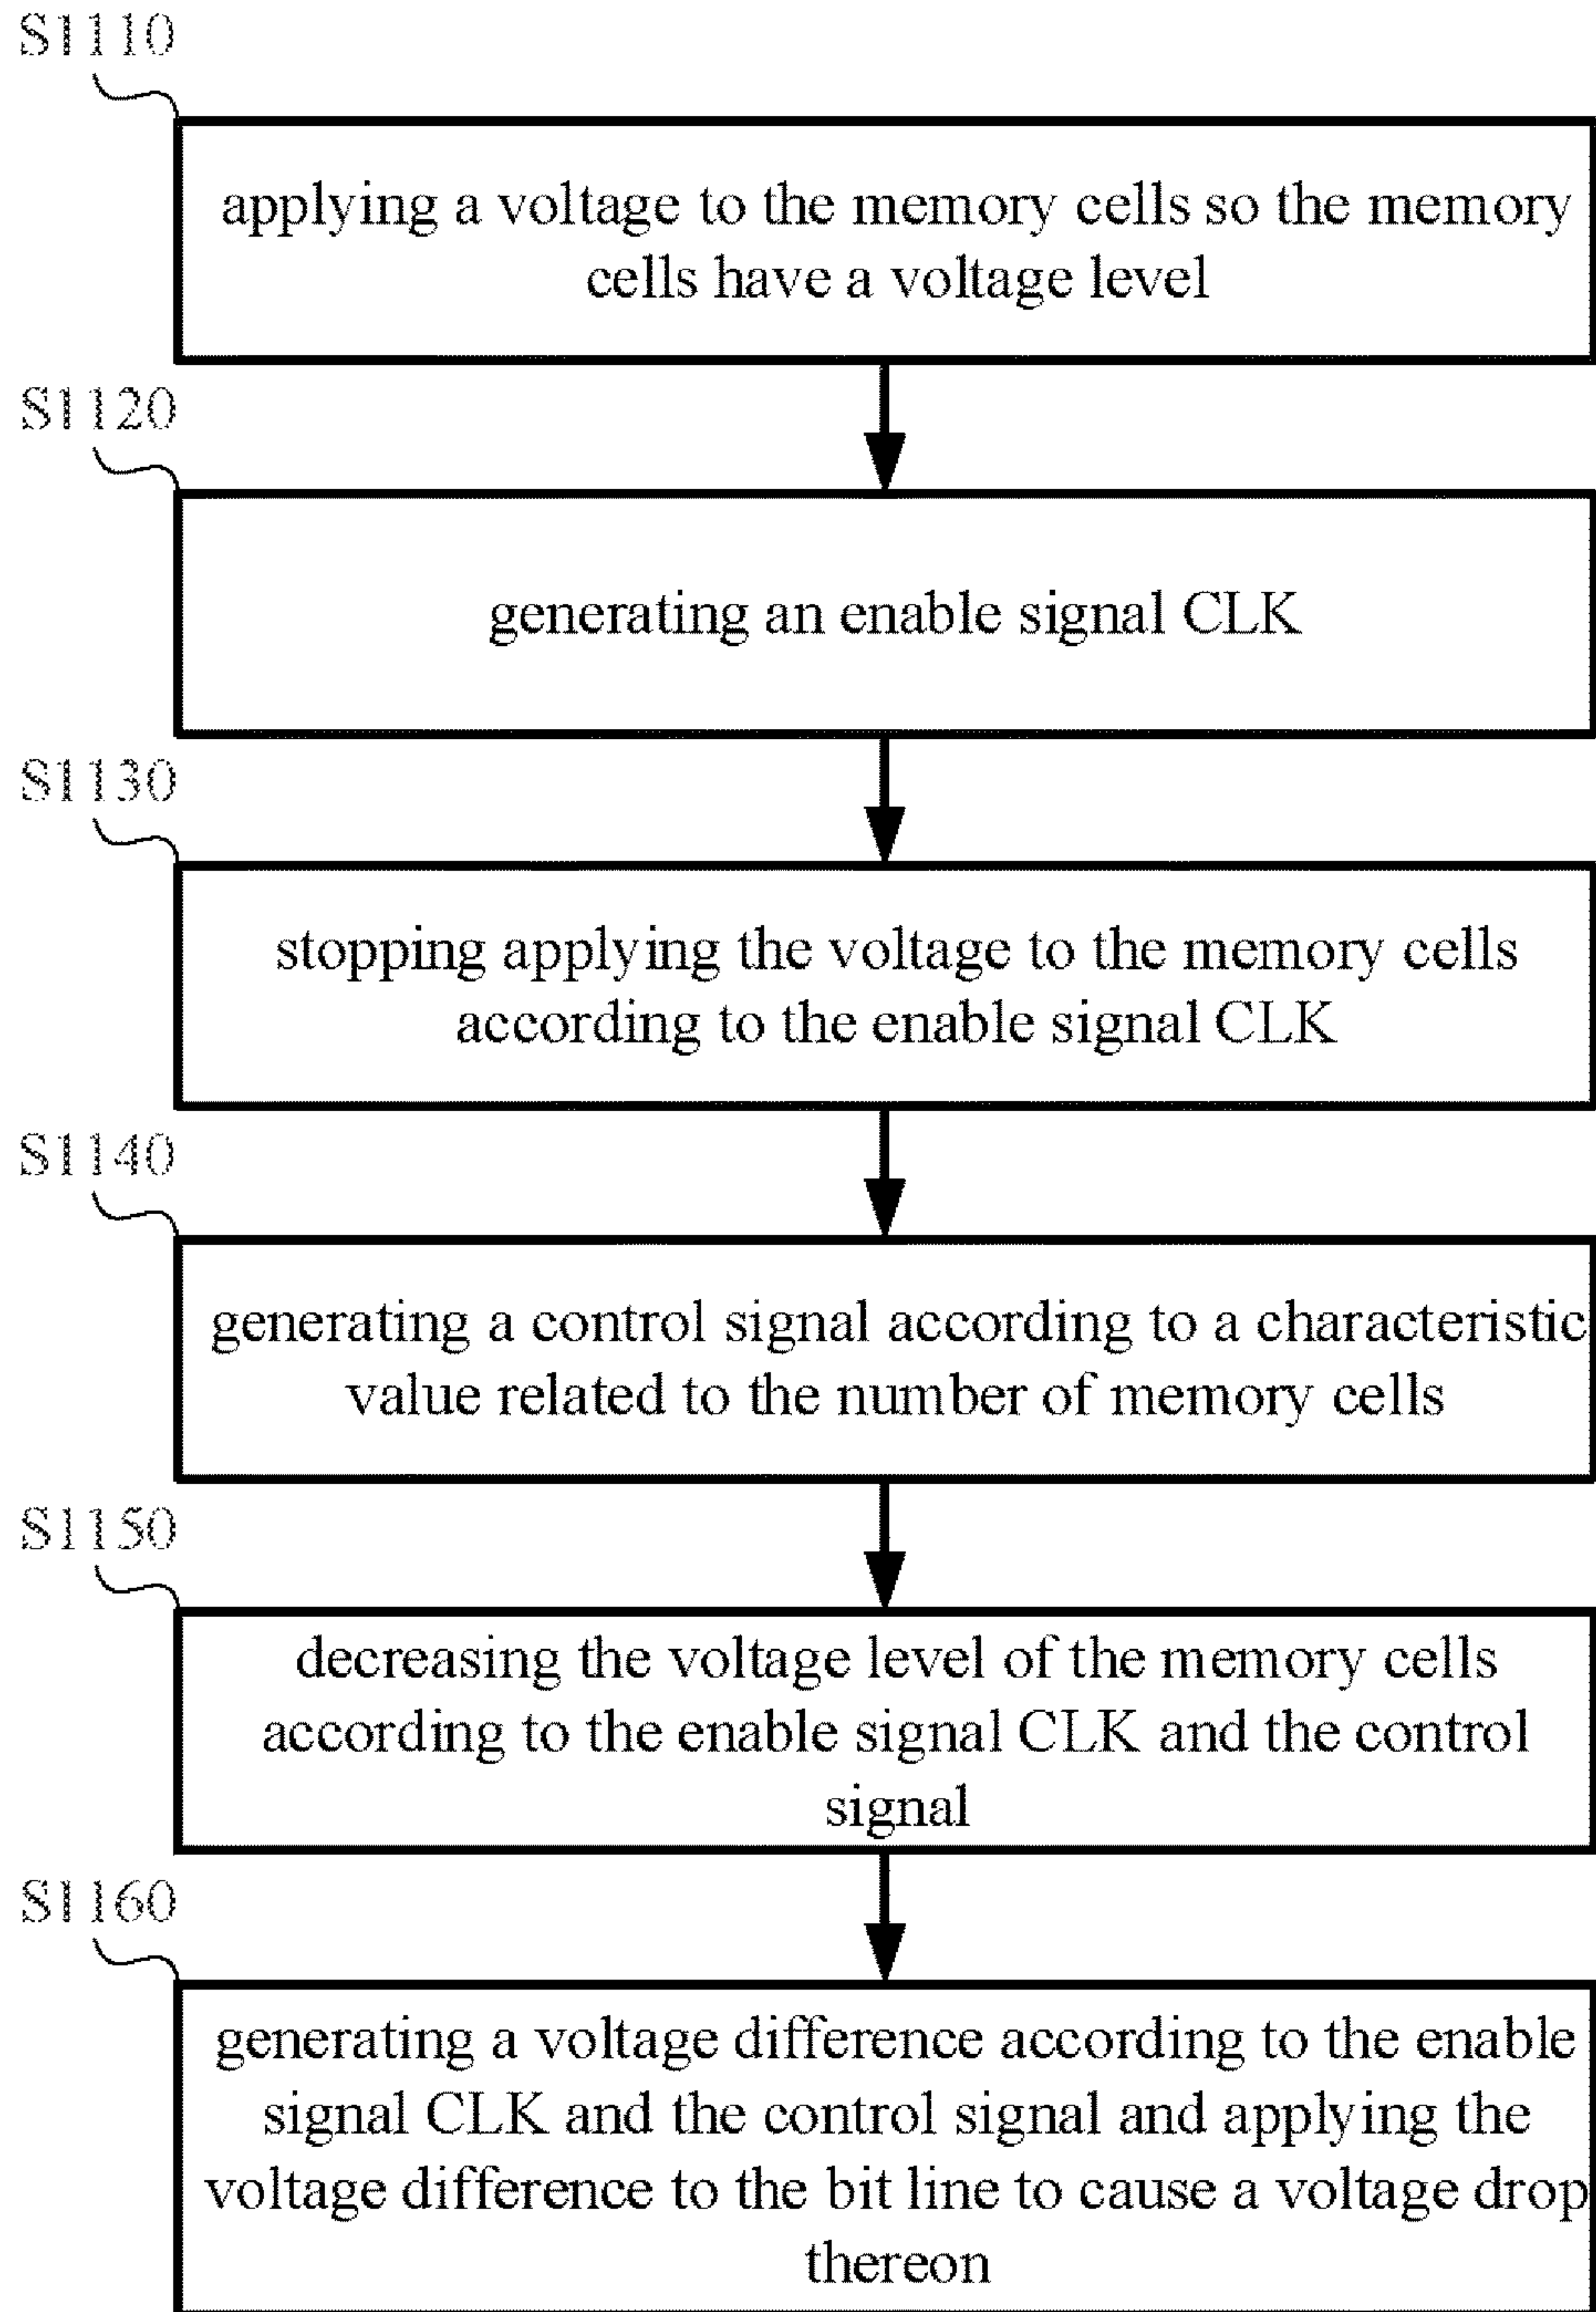 S1110
applying a voltage to the memory cells so the memory
cells have a voltage level
S1120
generating an enable signal CLK
S1130
stopping applying the voltage to the memory cells
according to the enable signal CLK
S1140
generating a control signal according to a characteristic
value related to the number of memory cells
S1150
decreasing the voltage level of the memory cells
according to the enable signal CLK and the control
signal
S1160
generating a voltage difference according to the enable
signal CLK and the control signal and applying the
voltage difference to the bit line to cause a voltage drop
thereon